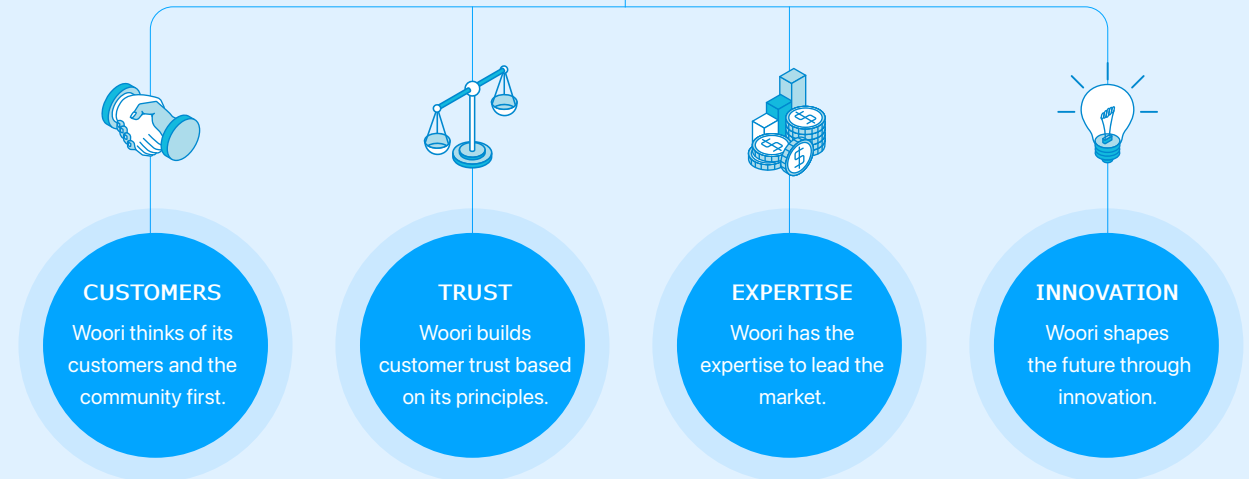 CUSTOMERS
Woori thinks of its
customers and the
community first.
TRUST
Woori builds
customer trust based
on its principles.
EXPERTISE
Woori has the
expertise to lead the
market.
INNOVATION
Woori shapes
the future through
innovation.